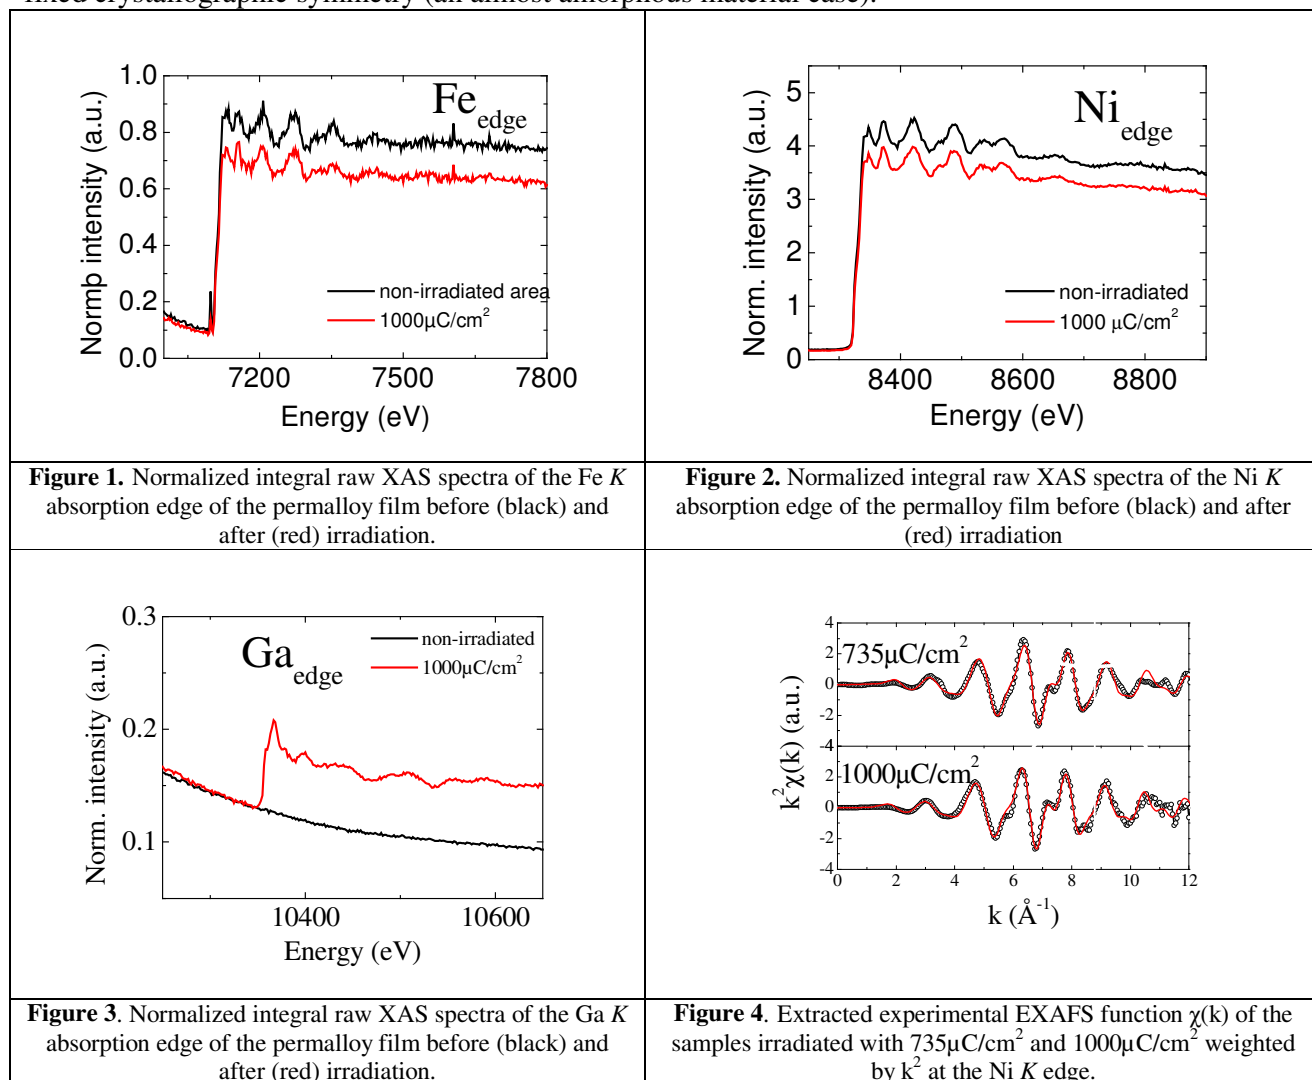 fixed crystallographic symmetry (an almost amorphous material case).
1.0
0.8
0.6
0.4
0.2
0.0
Normp intensity (a.u.)
Fe edge
non-irradiated area
1000μC/cm²
7200
7500
7800
Energy (eV)
5
4
3
2
1
0
Norm. intensity (a.u.)
Ni edge
non-irradiated
1000 μC/cm²
8400
8600
8800
Energy (eV)
Figure 1. Normalized integral raw XAS spectra of the Fe K
absorption edge of the permalloy film before (black) and
after (red) irradiation.
Figure 2. Normalized integral raw XAS spectra of the Ni K
absorption edge of the permalloy film before (black) and after
(red) irradiation
0.3
0.2
0.1
Norm. intensity (a.u.)
Ga edge
non-irradiated
1000μC/cm²
10400
10600
Energy (eV)
4
2
0
-2
-4
2
0
-2
-4
k²χ(k) (a.u.)
735μC/cm²
1000μC/cm²
0
2
4
6
8
10
12
k (Å⁻¹)
Figure 3. Normalized integral raw XAS spectra of the Ga K
absorption edge of the permalloy film before (black) and
after (red) irradiation.
Figure 4. Extracted experimental EXAFS function χ(k) of the
samples irradiated with 735μC/cm² and 1000μC/cm² weighted
by k² at the Ni K edge.